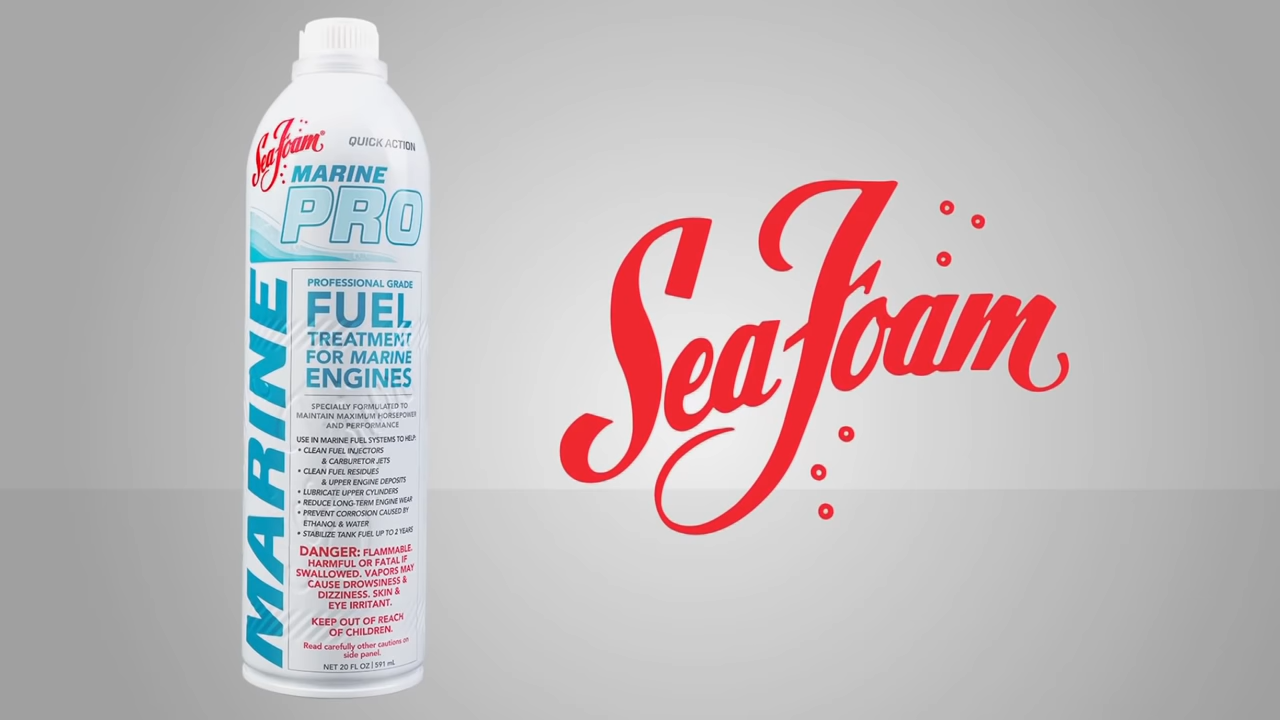 Sea Foam®
QUICK ACTION
MARINE
PRO
MARINE
PROFESSIONAL GRADE
FUEL
TREATMENT
FOR MARINE
ENGINES
SPECIALLY FORMULATED TO
MAINTAIN MAXIMUM HORSEPOWER
AND PERFORMANCE
USE IN MARINE FUEL SYSTEMS TO HELP:
• CLEAN FUEL INJECTORS
& CARBURETOR JETS
• CLEAN FUEL RESIDUES
& UPPER ENGINE DEPOSITS
• LUBRICATE UPPER CYLINDERS
• REDUCE LONG-TERM ENGINE WEAR
• PREVENT CORROSION CAUSED BY
ETHANOL & WATER
• STABILIZE TANK FUEL UP TO 2 YEARS
DANGER: FLAMMABLE.
HARMFUL OR FATAL IF
SWALLOWED. VAPORS MAY
CAUSE DROWSINESS &
DIZZINESS. SKIN &
EYE IRRITANT.
KEEP OUT OF REACH
OF CHILDREN.
Read carefully other cautions on
side panel.
NET 20 FL OZ | 591 mL
Sea Foam